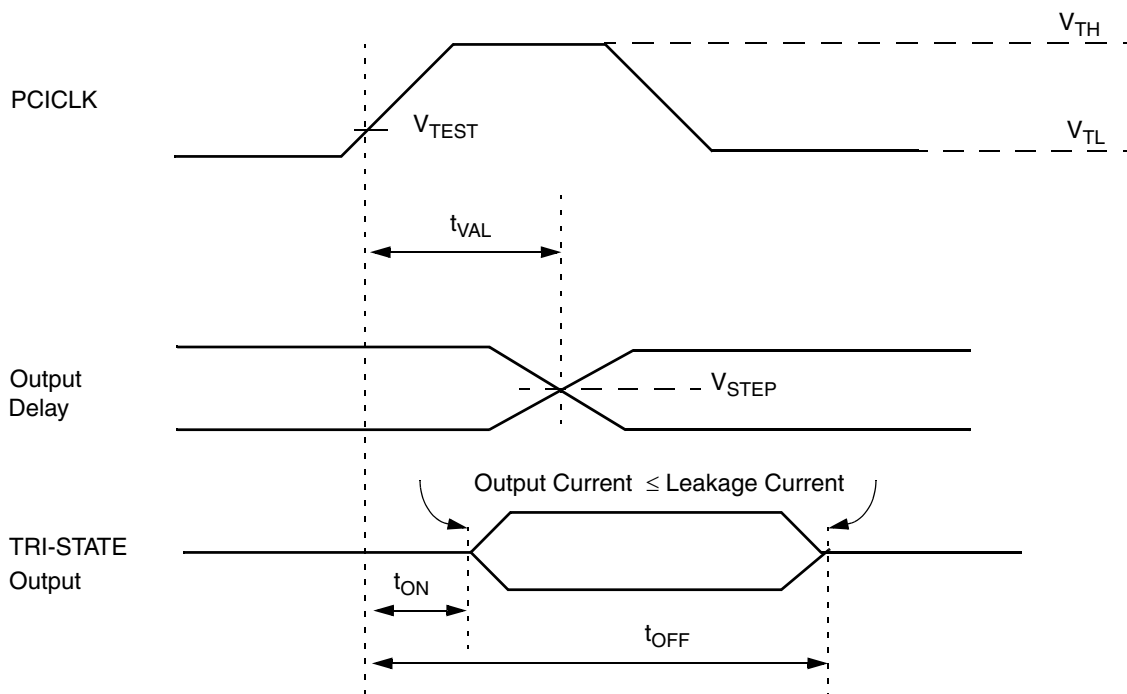 V_TH
PCICLK
V_TEST
V_TL
t_VAL
Output
Delay
V_STEP
Output Current ≤ Leakage Current
TRI-STATE
Output
t_ON
t_OFF